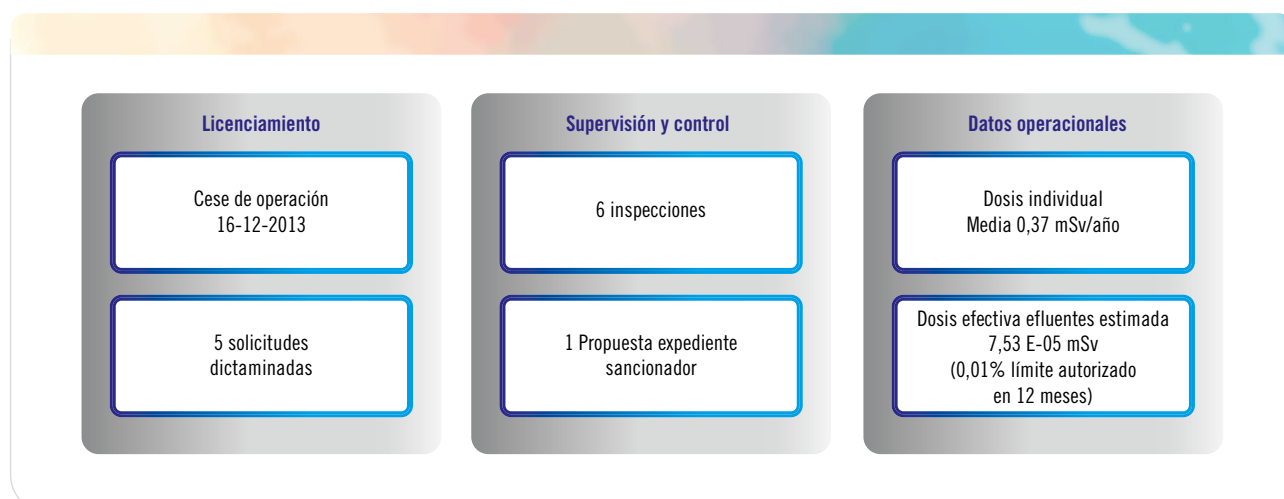 Licenciamiento
Cese de operación
16-12-2013
5 solicitudes
dictaminadas
Supervisión y control
6 inspecciones
1 Propuesta expediente
sancionador
Datos operacionales
Dosis individual
Media 0,37 mSv/año
Dosis efectiva efluentes estimada
7,53 E-05 mSv
(0,01% límite autorizado
en 12 meses)